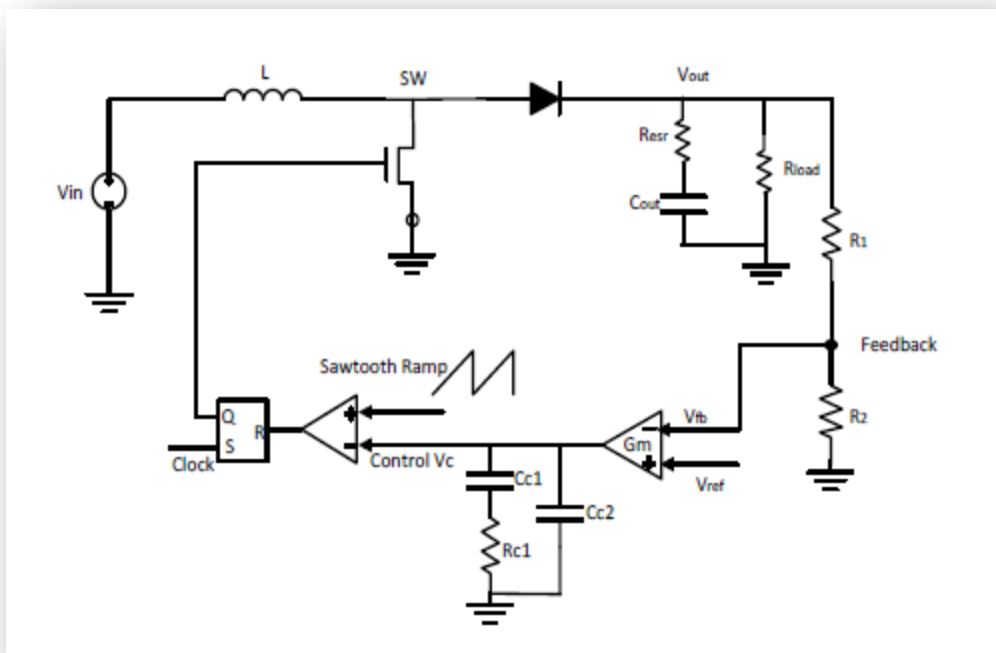 L
SW
Vout
Resr
Rload
Vin
Cout
R1
Feedback
Sawtooth Ramp
R2
Q
Vfb
+
-
Gm
R
S
-
+
Clock
Control Vc
Vref
Cc1
Cc2
Rc1